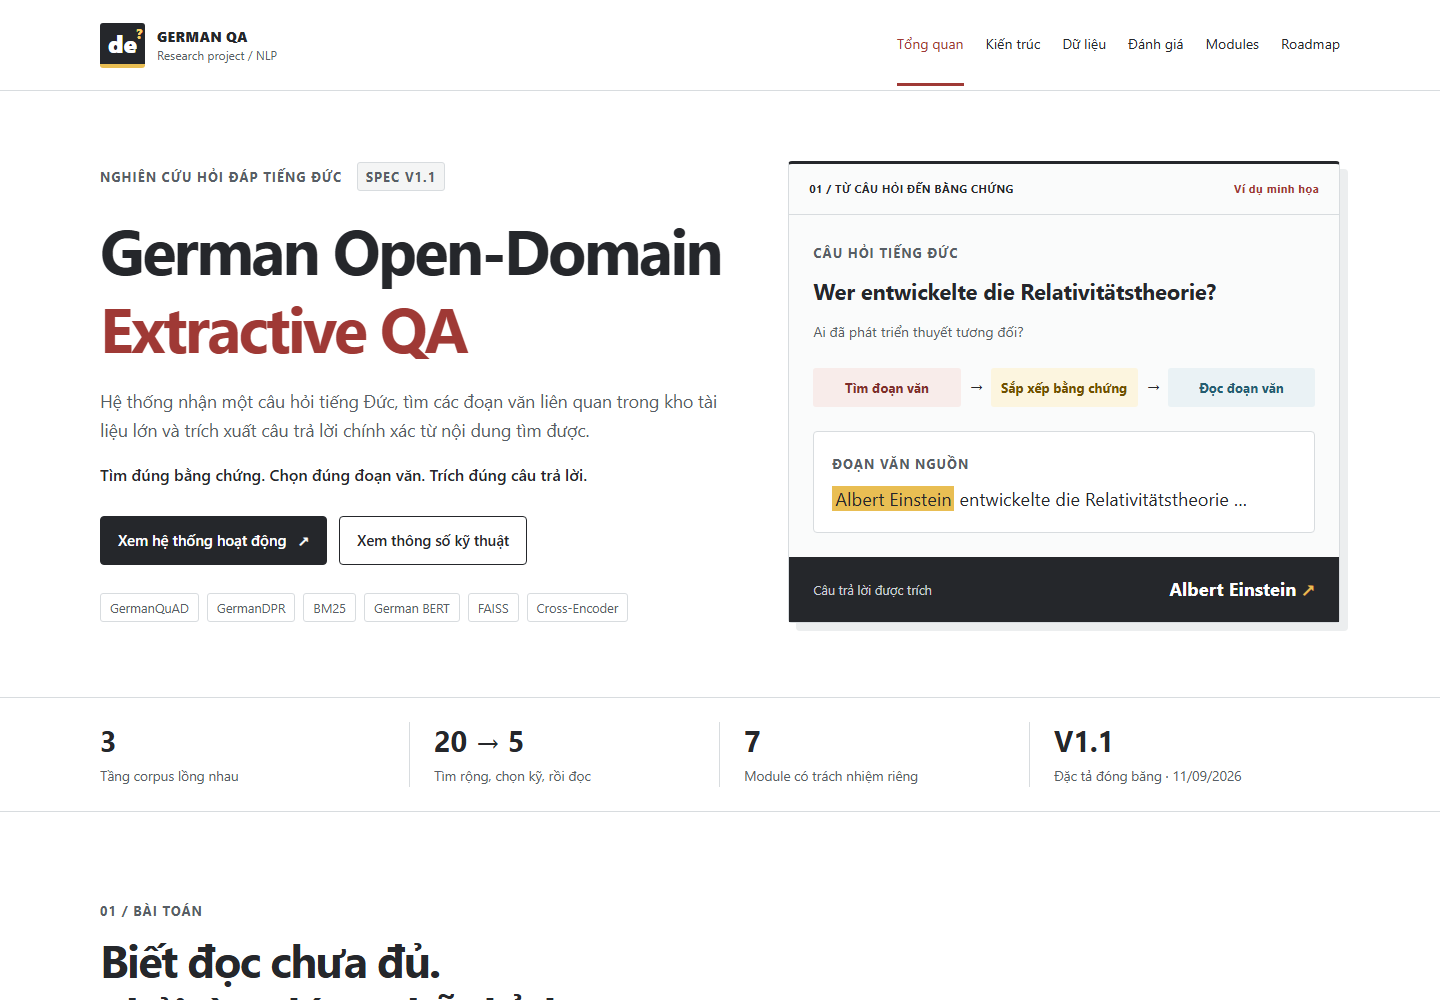 de?
GERMAN QA
Research project / NLP
Tổng quan Kiến trúc Dữ liệu Đánh giá Modules Roadmap
NGHIÊN CỨU HỎI ĐÁP TIẾNG ĐỨC SPEC V1.1
German Open-Domain
Extractive QA
Hệ thống nhận một câu hỏi tiếng Đức, tìm các đoạn văn liên quan trong kho tài
liệu lớn và trích xuất câu trả lời chính xác từ nội dung tìm được.
Tìm đúng bằng chứng. Chọn đúng đoạn văn. Trích đúng câu trả lời.
Xem hệ thống hoạt động ↗ Xem thông số kỹ thuật
GermanQuAD GermanDPR BM25 German BERT FAISS Cross-Encoder
01 / TỪ CÂU HỎI ĐẾN BẰNG CHỨNG Ví dụ minh họa
CÂU HỎI TIẾNG ĐỨC
Wer entwickelte die Relativitätstheorie?
Ai đã phát triển thuyết tương đối?
Tìm đoạn văn → Sắp xếp bằng chứng → Đọc đoạn văn
ĐOẠN VĂN NGUỒN
Albert Einstein entwickelte die Relativitätstheorie ...
Câu trả lời được trích Albert Einstein ↗
3
Tầng corpus lồng nhau
20 → 5
Tìm rộng, chọn kỹ, rồi đọc
7
Module có trách nhiệm riêng
V1.1
Đặc tả đóng băng · 11/09/2026
01 / BÀI TOÁN
Biết đọc chưa đủ.